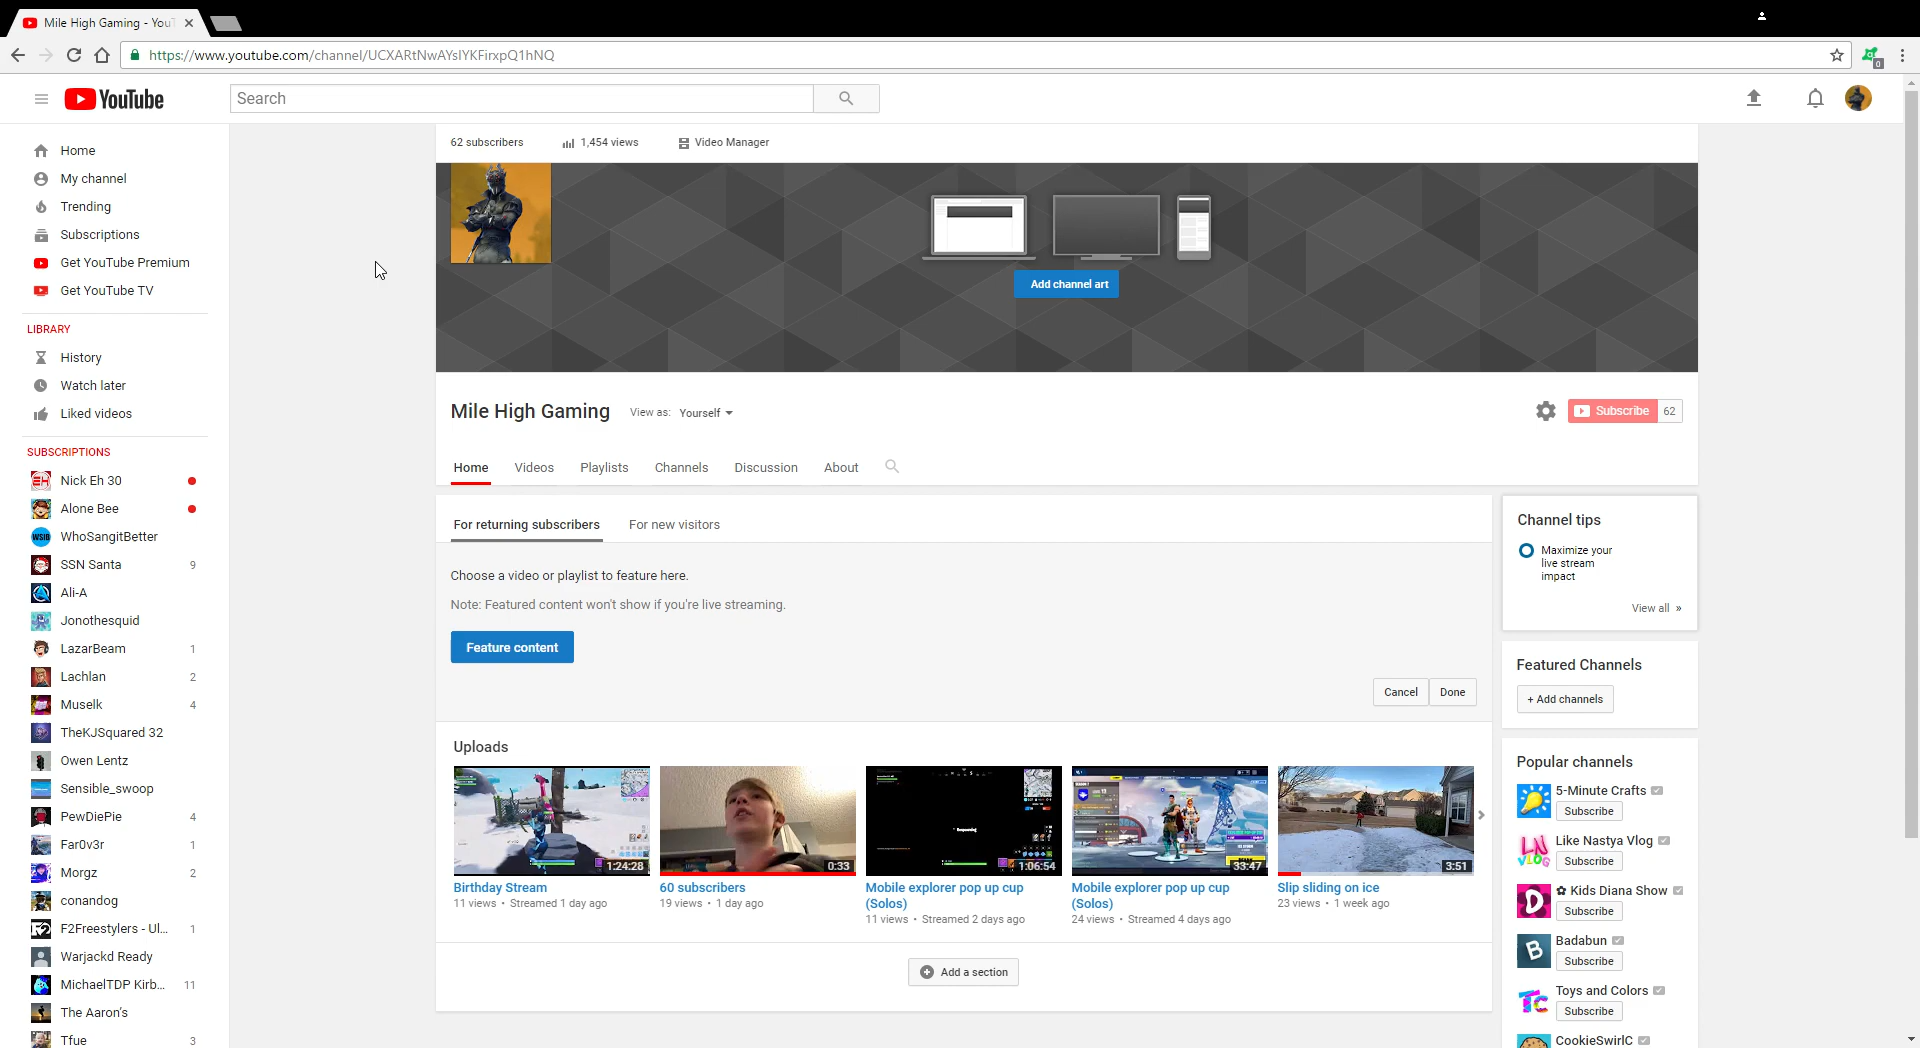 Mile High Gaming - You
https://www.youtube.com/channel/UCXARtNwAYsIYKFirxpQ1hNQ
0
YouTube
Search
Home
My channel
Trending
Subscriptions
Get YouTube Premium
Get YouTube TV
LIBRARY
History
Watch later
Liked videos
SUBSCRIPTIONS
Nick Eh 30
Alone Bee
WhoSangitBetter
SSN Santa 9
Ali-A
Jonothesquid
LazarBeam 1
Lachlan 2
Muselk 4
TheKJSquared 32
Owen Lentz
Sensible_swoop
PewDiePie 4
Far0v3r 1
Morgz 2
conandog
F2Freestylers - Ul... 1
Warjackd Ready
MichaelTDP Kirb... 11
The Aaron's
Tfue 3
62 subscribers 1,454 views Video Manager
Add channel art
Mile High Gaming View as: Yourself
Subscribe 62
Home Videos Playlists Channels Discussion About
For returning subscribers For new visitors
Choose a video or playlist to feature here.
Note: Featured content won't show if you're live streaming.
Feature content
Cancel Done
Uploads
1:24:28
Birthday Stream
11 views • Streamed 1 day ago
0:33
60 subscribers
19 views • 1 day ago
1:06:54
Mobile explorer pop up cup
(Solos)
11 views • Streamed 2 days ago
33:47
Mobile explorer pop up cup
(Solos)
24 views • Streamed 4 days ago
3:51
Slip sliding on ice
23 views • 1 week ago
Add a section
Channel tips
Maximize your
live stream
impact
View all »
Featured Channels
+ Add channels
Popular channels
5-Minute Crafts
Subscribe
LN
VLOG
Like Nastya Vlog
Subscribe
D
✿ Kids Diana Show
Subscribe
B
Badabun
Subscribe
Tc
Toys and Colors
Subscribe
CookieSwirlC